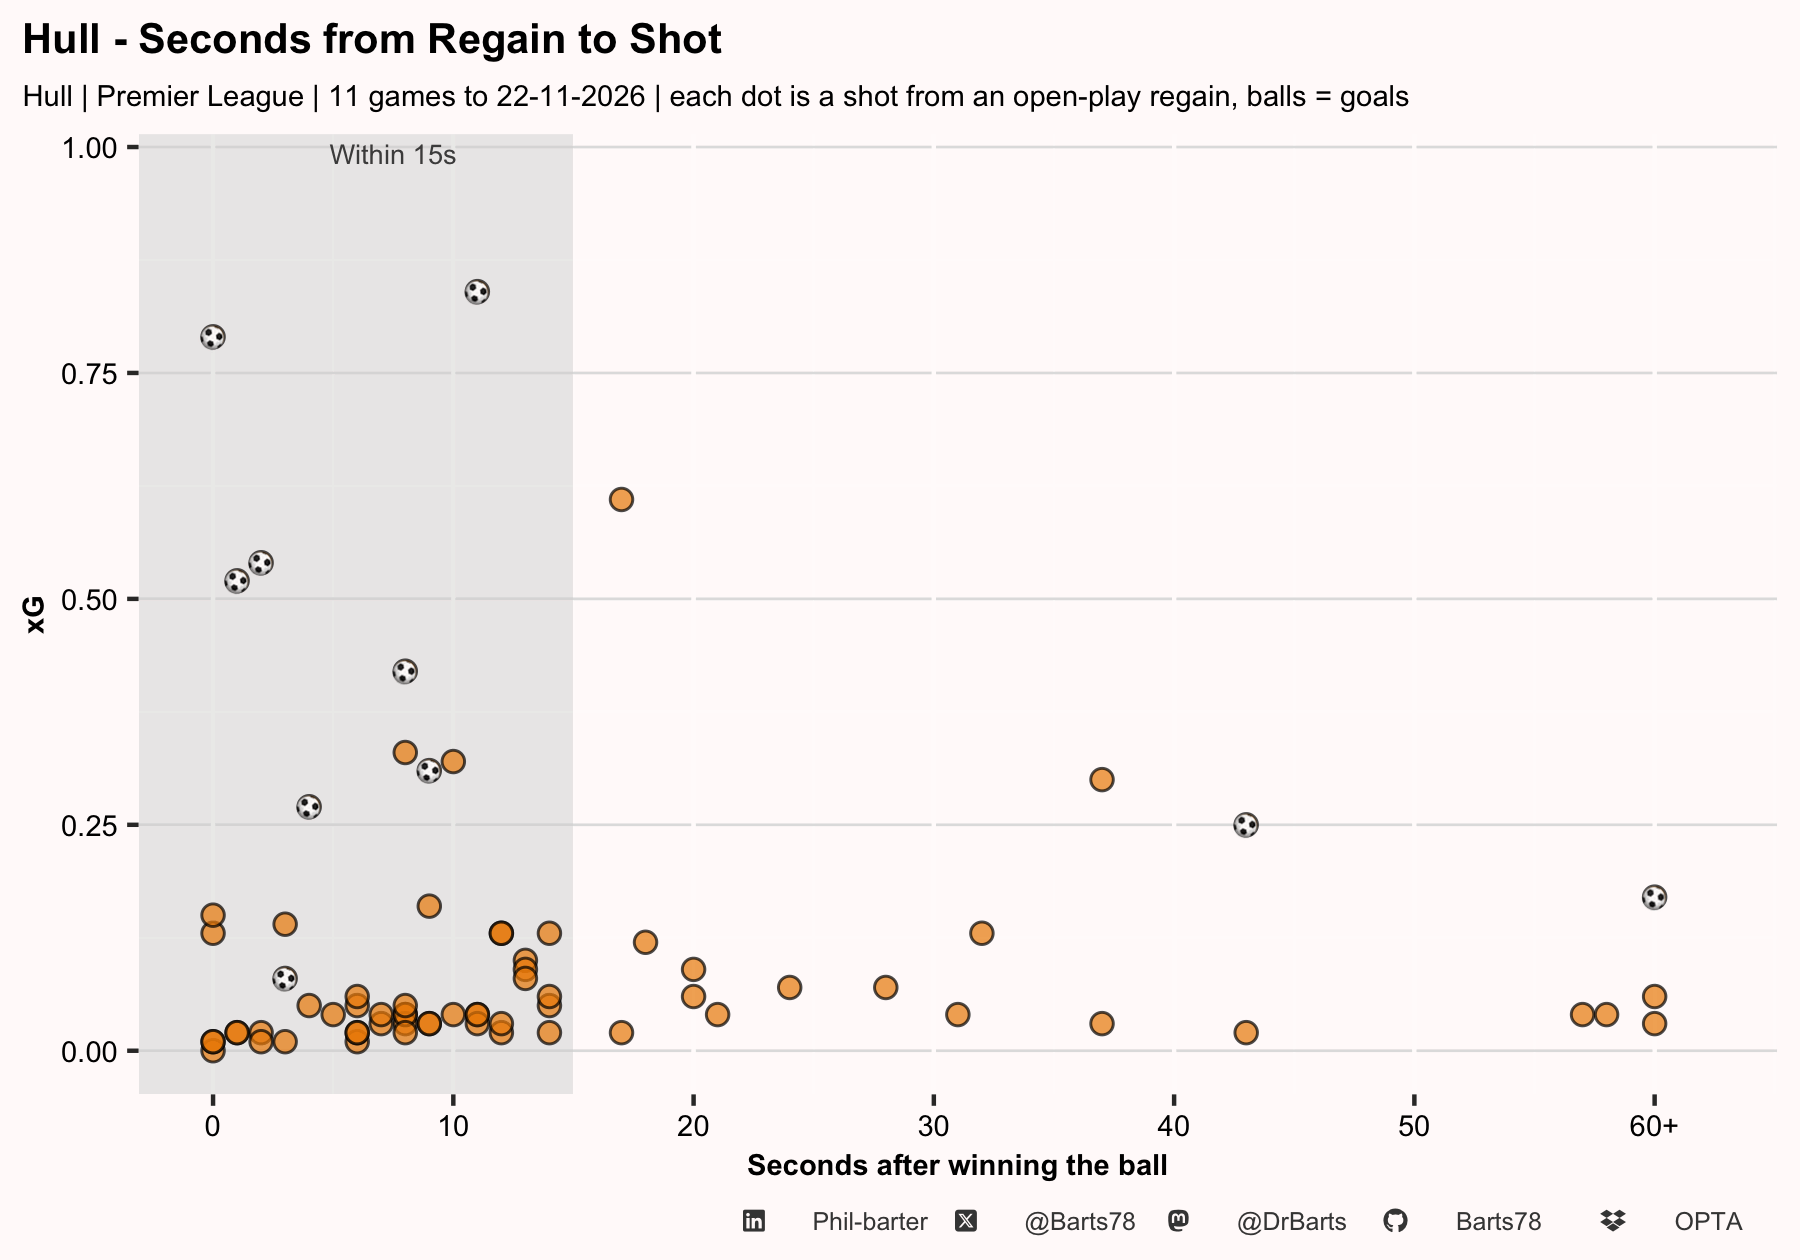 Hull - Seconds from Regain to Shot
Hull | Premier League | 11 games to 22-11-2026 | each dot is a shot from an open-play regain, balls = goals
Within 15s
1.00
0.75
0.50
0.25
0.00
xG
0 10 20 30 40 50 60+
Seconds after winning the ball
Phil-barter @Barts78 @DrBarts Barts78 OPTA